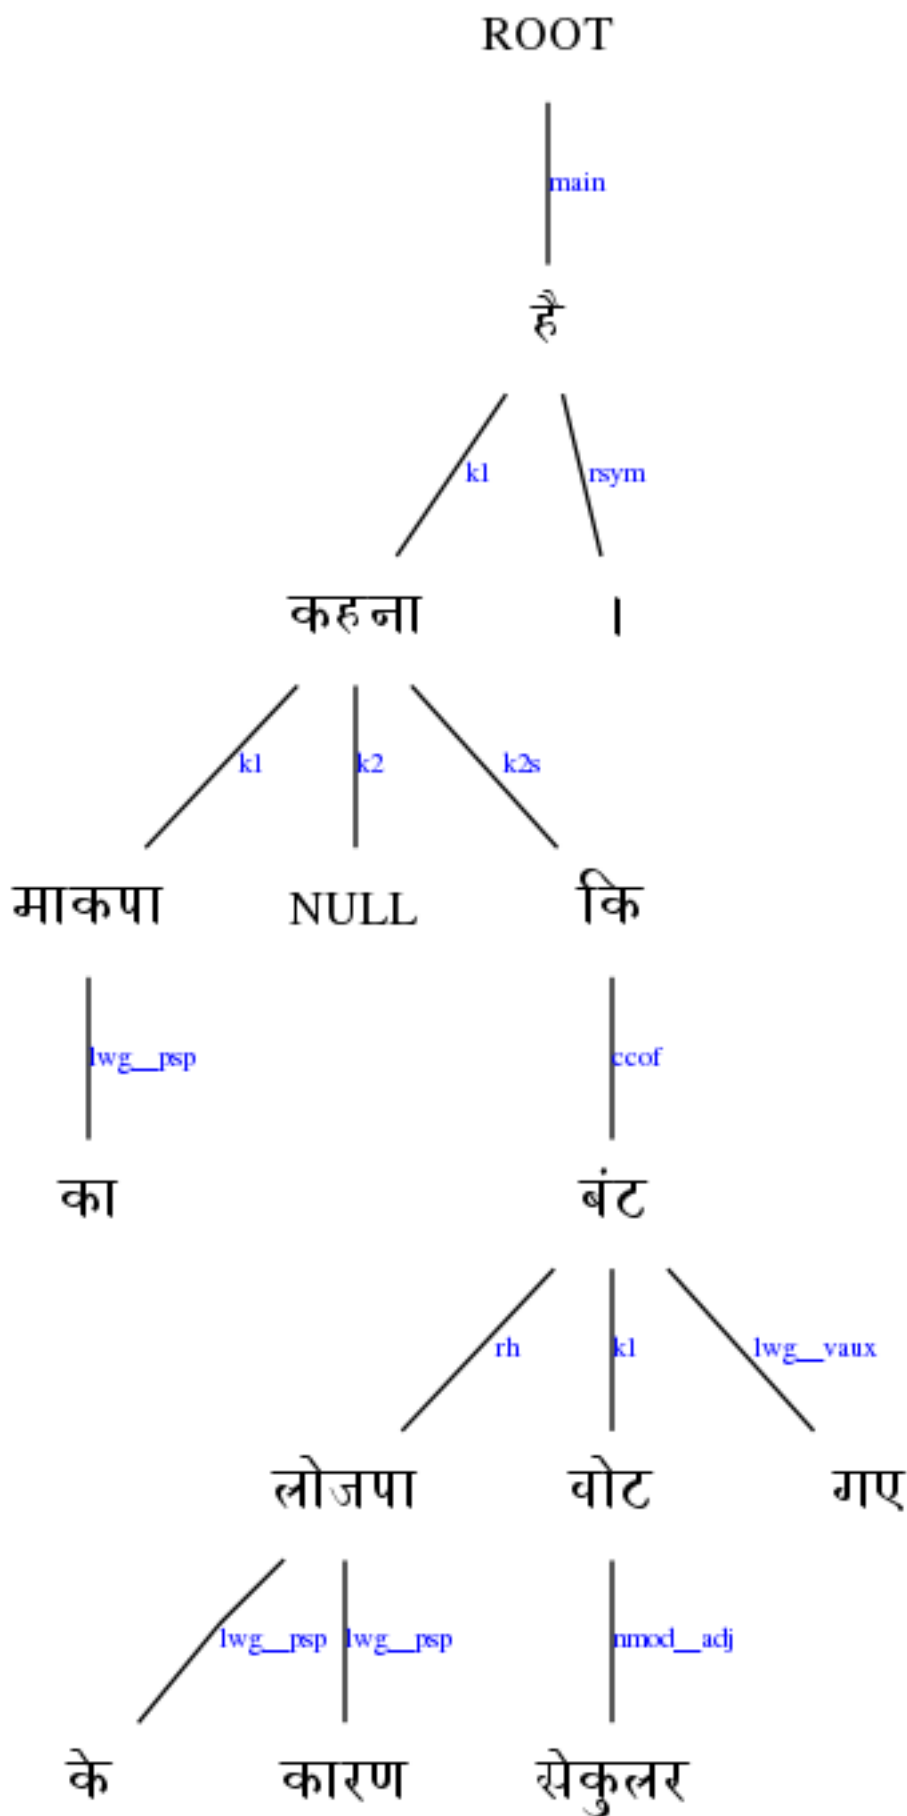 ROOT
main
है
k1 rsym
कहना ।
k1 k2 k2s
माकपा NULL कि
lwg__psp ccof
का बंट
rh k1 lwg__vaux
लोजपा वोट गए
lwg__psp lwg__psp nmod__adj
के कारण सेकुलर